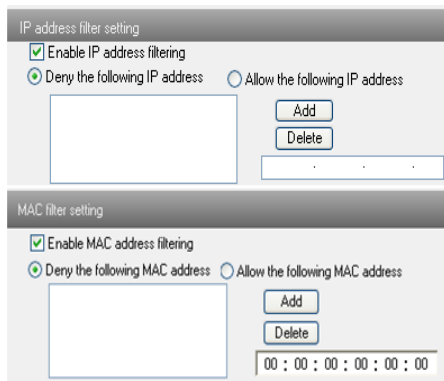 IP address filter setting
Enable IP address filtering
Deny the following IP address Allow the following IP address
Add
Delete
. . .
MAC filter setting
Enable MAC address filtering
Deny the following MAC address Allow the following MAC address
Add
Delete
00 : 00 : 00 : 00 : 00 : 00